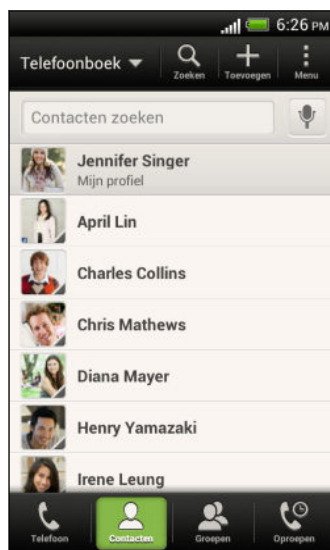 6:26 PM
Telefoonboek
Zoeken
Toevoegen
Menu
Contacten zoeken
Jennifer Singer
Mijn profiel
April Lin
Charles Collins
Chris Mathews
Diana Mayer
Henry Yamazaki
Irene Leung
Telefoon
Contacten
Groepen
Oproepen